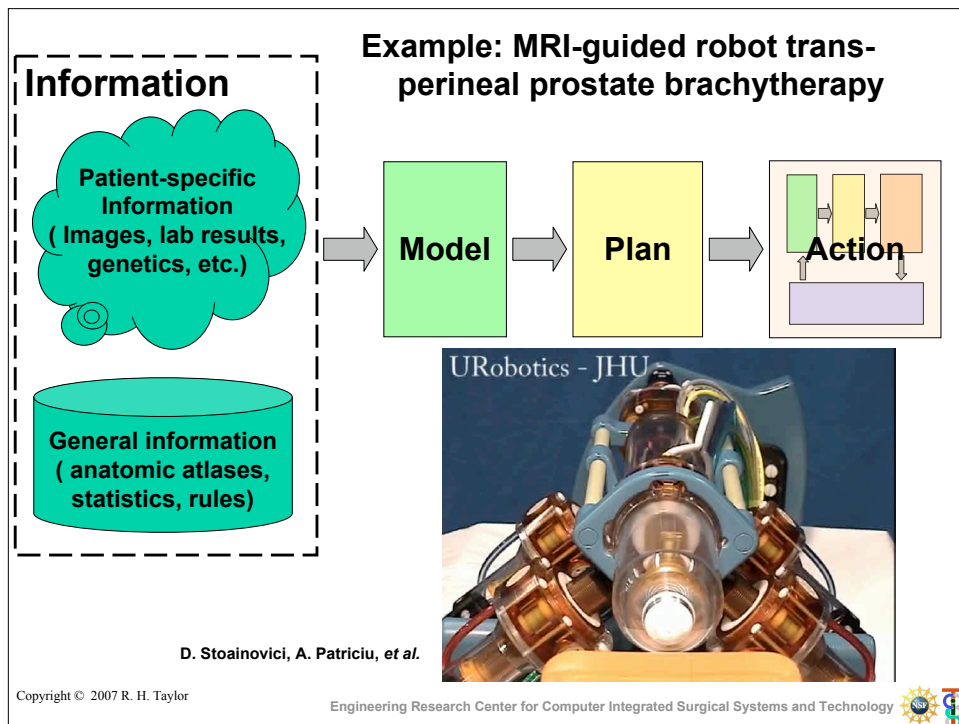 Example: MRI-guided robot trans-
perineal prostate brachytherapy
Information
Patient-specific
Information
( Images, lab results,
genetics, etc.)
General information
( anatomic atlases,
statistics, rules)
Model
Plan
Action
URobotics - JHU
D. Stoainovici, A. Patriciu, et al.
Copyright © 2007 R. H. Taylor
Engineering Research Center for Computer Integrated Surgical Systems and Technology
NSF